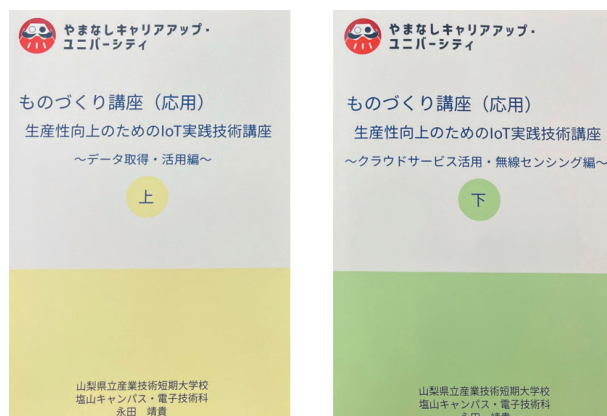 やまなしキャリアアップ・
ユニバーシティ
ものづくり講座（応用）
生産性向上のためのIoT実践技術講座
～データ取得・活用編～
上
山梨県立産業技術短期大学校
塩山キャンパス・電子技術科
永田　靖貴
やまなしキャリアアップ・
ユニバーシティ
ものづくり講座（応用）
生産性向上のためのIoT実践技術講座
～クラウドサービス活用・無線センシング編～
下
山梨県立産業技術短期大学校
塩山キャンパス・電子技術科
永田　靖貴